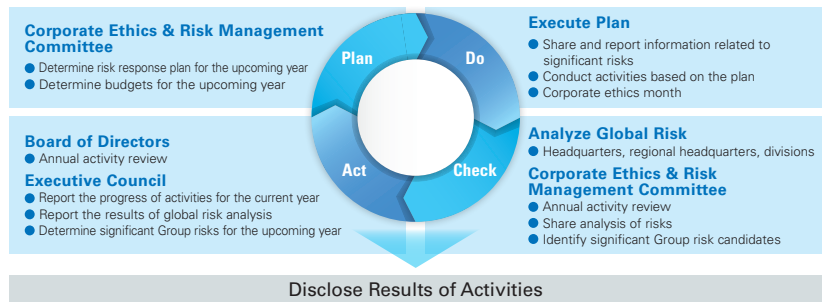 Corporate Ethics & Risk Management
Committee
● Determine risk response plan for the upcoming year
● Determine budgets for the upcoming year
Plan
Do
Execute Plan
● Share and report information related to
significant risks
● Conduct activities based on the plan
● Corporate ethics month
Board of Directors
● Annual activity review
Executive Council
● Report the progress of activities for the current year
● Report the results of global risk analysis
● Determine significant Group risks for the upcoming year
Act
Check
Analyze Global Risk
● Headquarters, regional headquarters, divisions
Corporate Ethics & Risk
Management Committee
● Annual activity review
● Share analysis of risks
● Identify significant Group risk candidates
Disclose Results of Activities